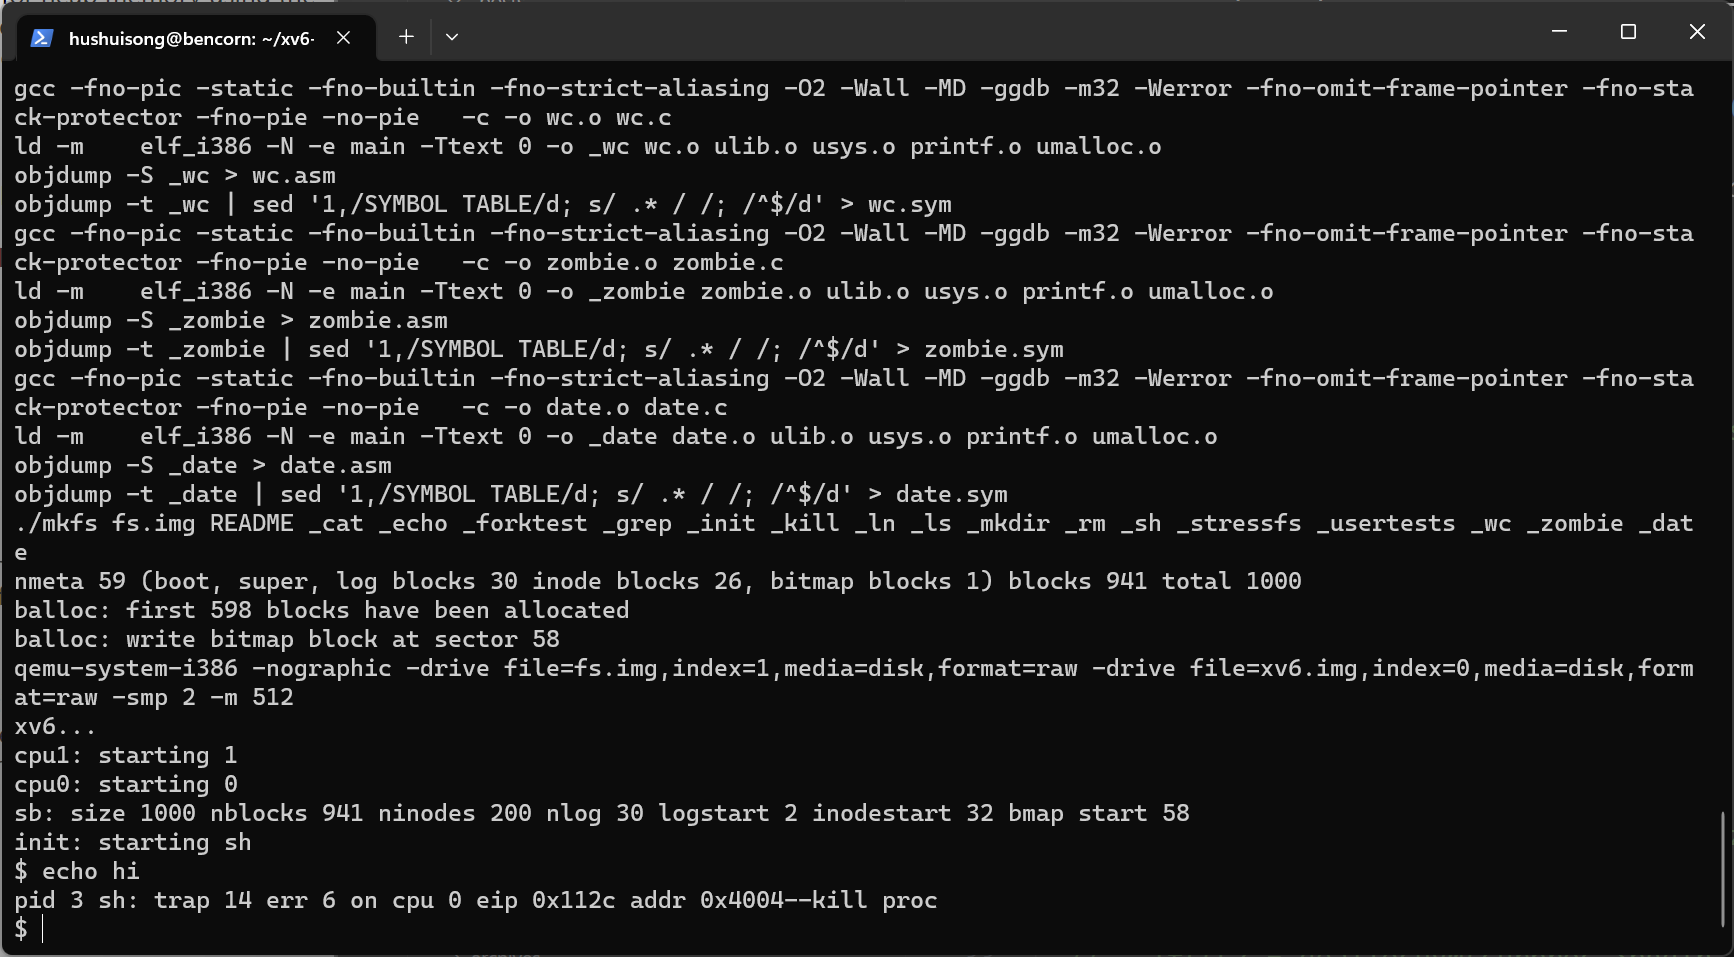 hushuisong@bencorn: ~/xv6-
gcc -fno-pic -static -fno-builtin -fno-strict-aliasing -O2 -Wall -MD -ggdb -m32 -Werror -fno-omit-frame-pointer -fno-sta
ck-protector -fno-pie -no-pie   -c -o wc.o wc.c
ld -m    elf_i386 -N -e main -Ttext 0 -o _wc wc.o ulib.o usys.o printf.o umalloc.o
objdump -S _wc > wc.asm
objdump -t _wc | sed '1,/SYMBOL TABLE/d; s/ .* / /; /^$/d' > wc.sym
gcc -fno-pic -static -fno-builtin -fno-strict-aliasing -O2 -Wall -MD -ggdb -m32 -Werror -fno-omit-frame-pointer -fno-sta
ck-protector -fno-pie -no-pie   -c -o zombie.o zombie.c
ld -m    elf_i386 -N -e main -Ttext 0 -o _zombie zombie.o ulib.o usys.o printf.o umalloc.o
objdump -S _zombie > zombie.asm
objdump -t _zombie | sed '1,/SYMBOL TABLE/d; s/ .* / /; /^$/d' > zombie.sym
gcc -fno-pic -static -fno-builtin -fno-strict-aliasing -O2 -Wall -MD -ggdb -m32 -Werror -fno-omit-frame-pointer -fno-sta
ck-protector -fno-pie -no-pie   -c -o date.o date.c
ld -m    elf_i386 -N -e main -Ttext 0 -o _date date.o ulib.o usys.o printf.o umalloc.o
objdump -S _date > date.asm
objdump -t _date | sed '1,/SYMBOL TABLE/d; s/ .* / /; /^$/d' > date.sym
./mkfs fs.img README _cat _echo _forktest _grep _init _kill _ln _ls _mkdir _rm _sh _stressfs _usertests _wc _zombie _dat
e
nmeta 59 (boot, super, log blocks 30 inode blocks 26, bitmap blocks 1) blocks 941 total 1000
balloc: first 598 blocks have been allocated
balloc: write bitmap block at sector 58
qemu-system-i386 -nographic -drive file=fs.img,index=1,media=disk,format=raw -drive file=xv6.img,index=0,media=disk,form
at=raw -smp 2 -m 512
xv6...
cpu1: starting 1
cpu0: starting 0
sb: size 1000 nblocks 941 ninodes 200 nlog 30 logstart 2 inodestart 32 bmap start 58
init: starting sh
$ echo hi
pid 3 sh: trap 14 err 6 on cpu 0 eip 0x112c addr 0x4004--kill proc
$